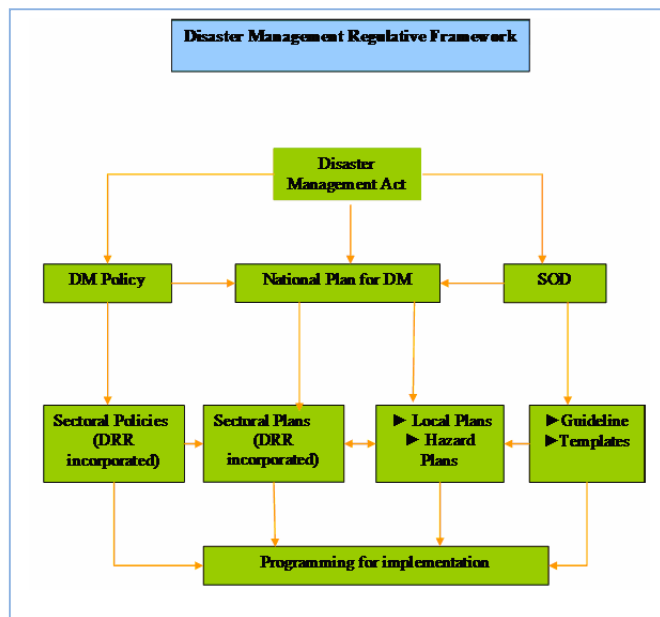 Disaster Management Regulative Framework
Disaster
Management Act
DM Policy
National Plan for DM
SOD
Sectoral Policies
(DRR
incorporated)
Sectoral Plans
(DRR
incorporated)
► Local Plans
► Hazard
Plans
►Guideline
►Templates
Programming for implementation